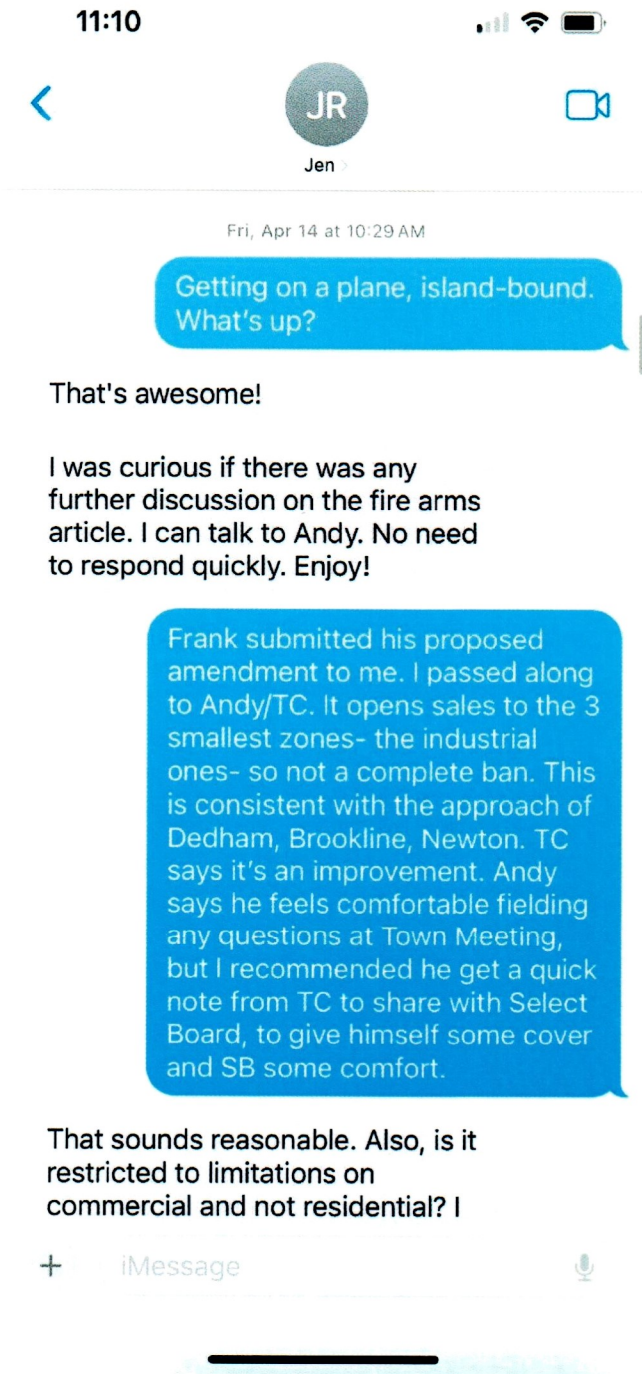 11:10
JR
Jen
Fri, Apr 14 at 10:29 AM
Getting on a plane, island-bound.
What's up?
That's awesome!
I was curious if there was any
further discussion on the fire arms
article. I can talk to Andy. No need
to respond quickly. Enjoy!
Frank submitted his proposed
amendment to me. I passed along
to Andy/TC. It opens sales to the 3
smallest zones- the industrial
ones- so not a complete ban. This
is consistent with the approach of
Dedham, Brookline, Newton. TC
says it's an improvement. Andy
says he feels comfortable fielding
any questions at Town Meeting,
but I recommended he get a quick
note from TC to share with Select
Board, to give himself some cover
and SB some comfort.
That sounds reasonable. Also, is it
restricted to limitations on
commercial and not residential? I
iMessage